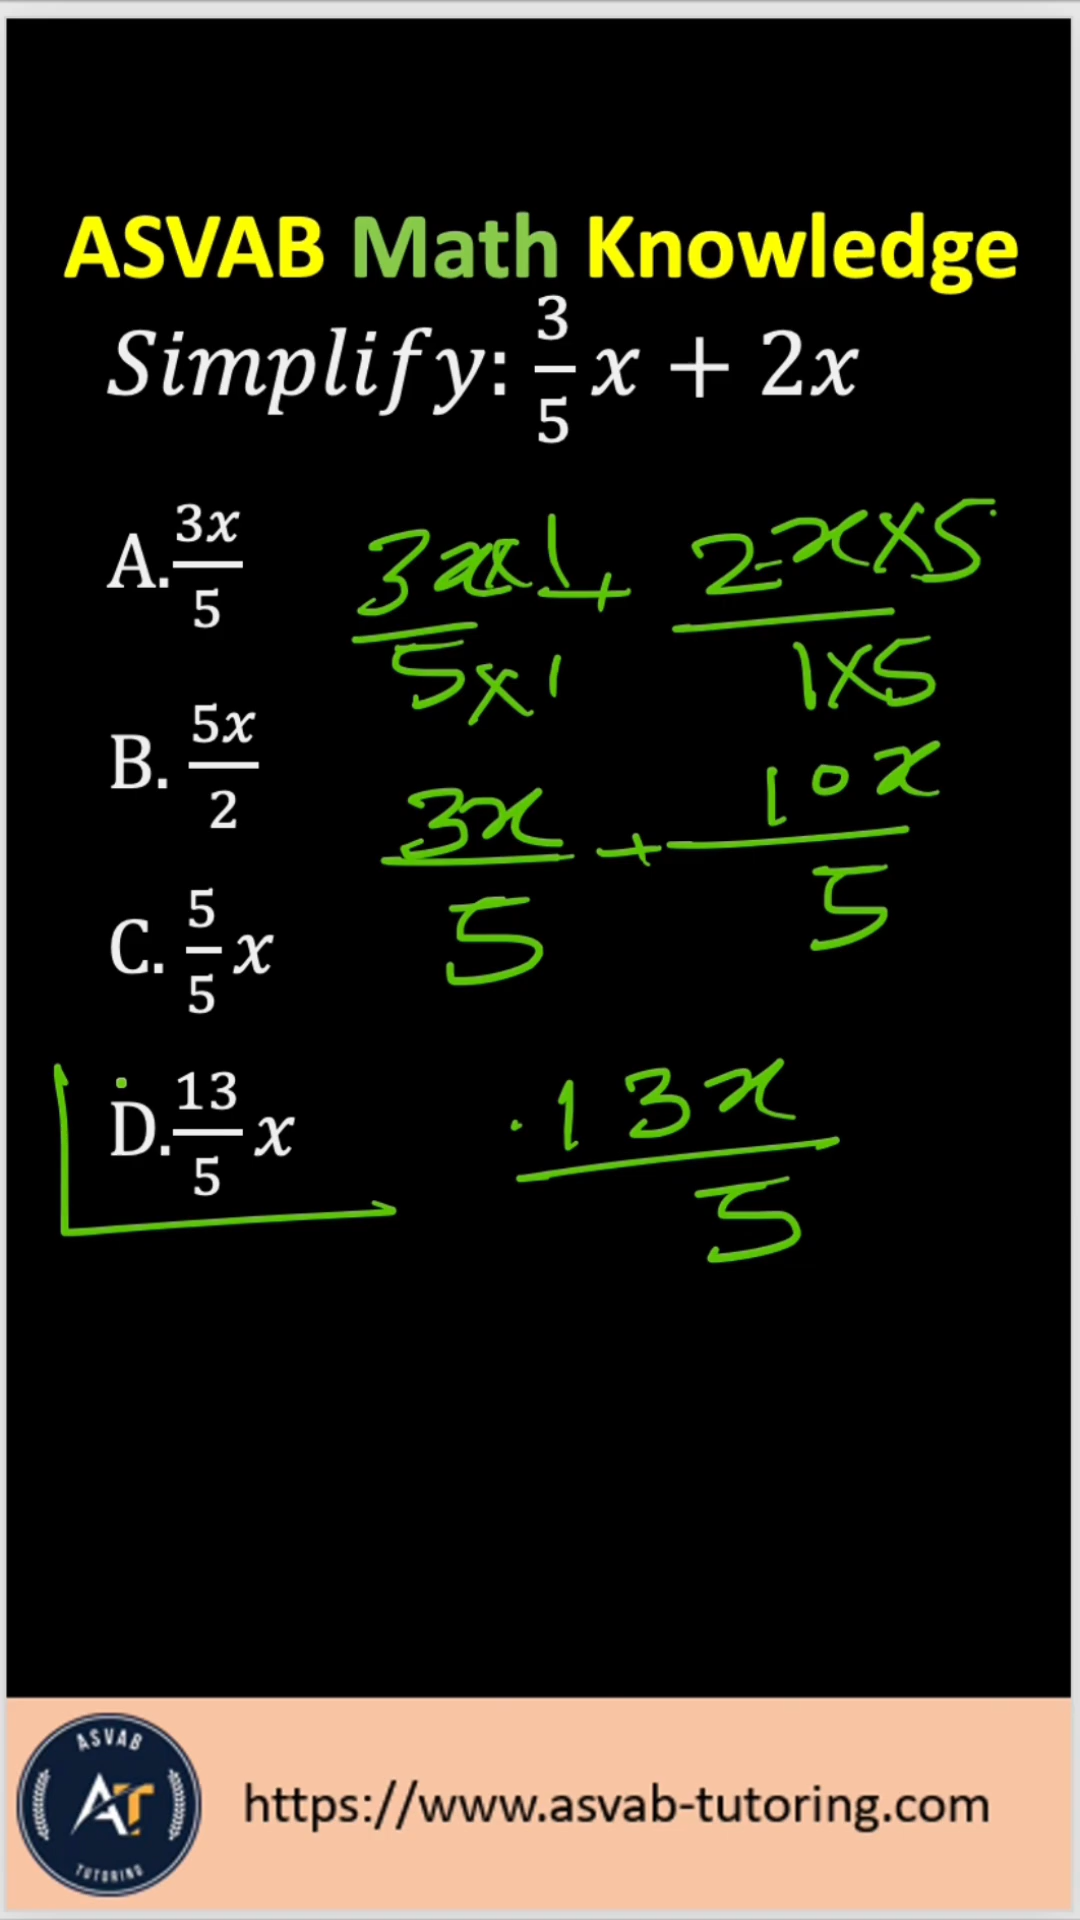 ASVAB Math Knowledge
Simplify: 3/5 x + 2x
A. 3x/5
3x×1/5×1 + 2x×5/1×5
B. 5x/2
3x/5 + 10x/5
C. 5/5 x
D. 13/5 x
13x/5
ASVAB
AT
TUTORING
https://www.asvab-tutoring.com